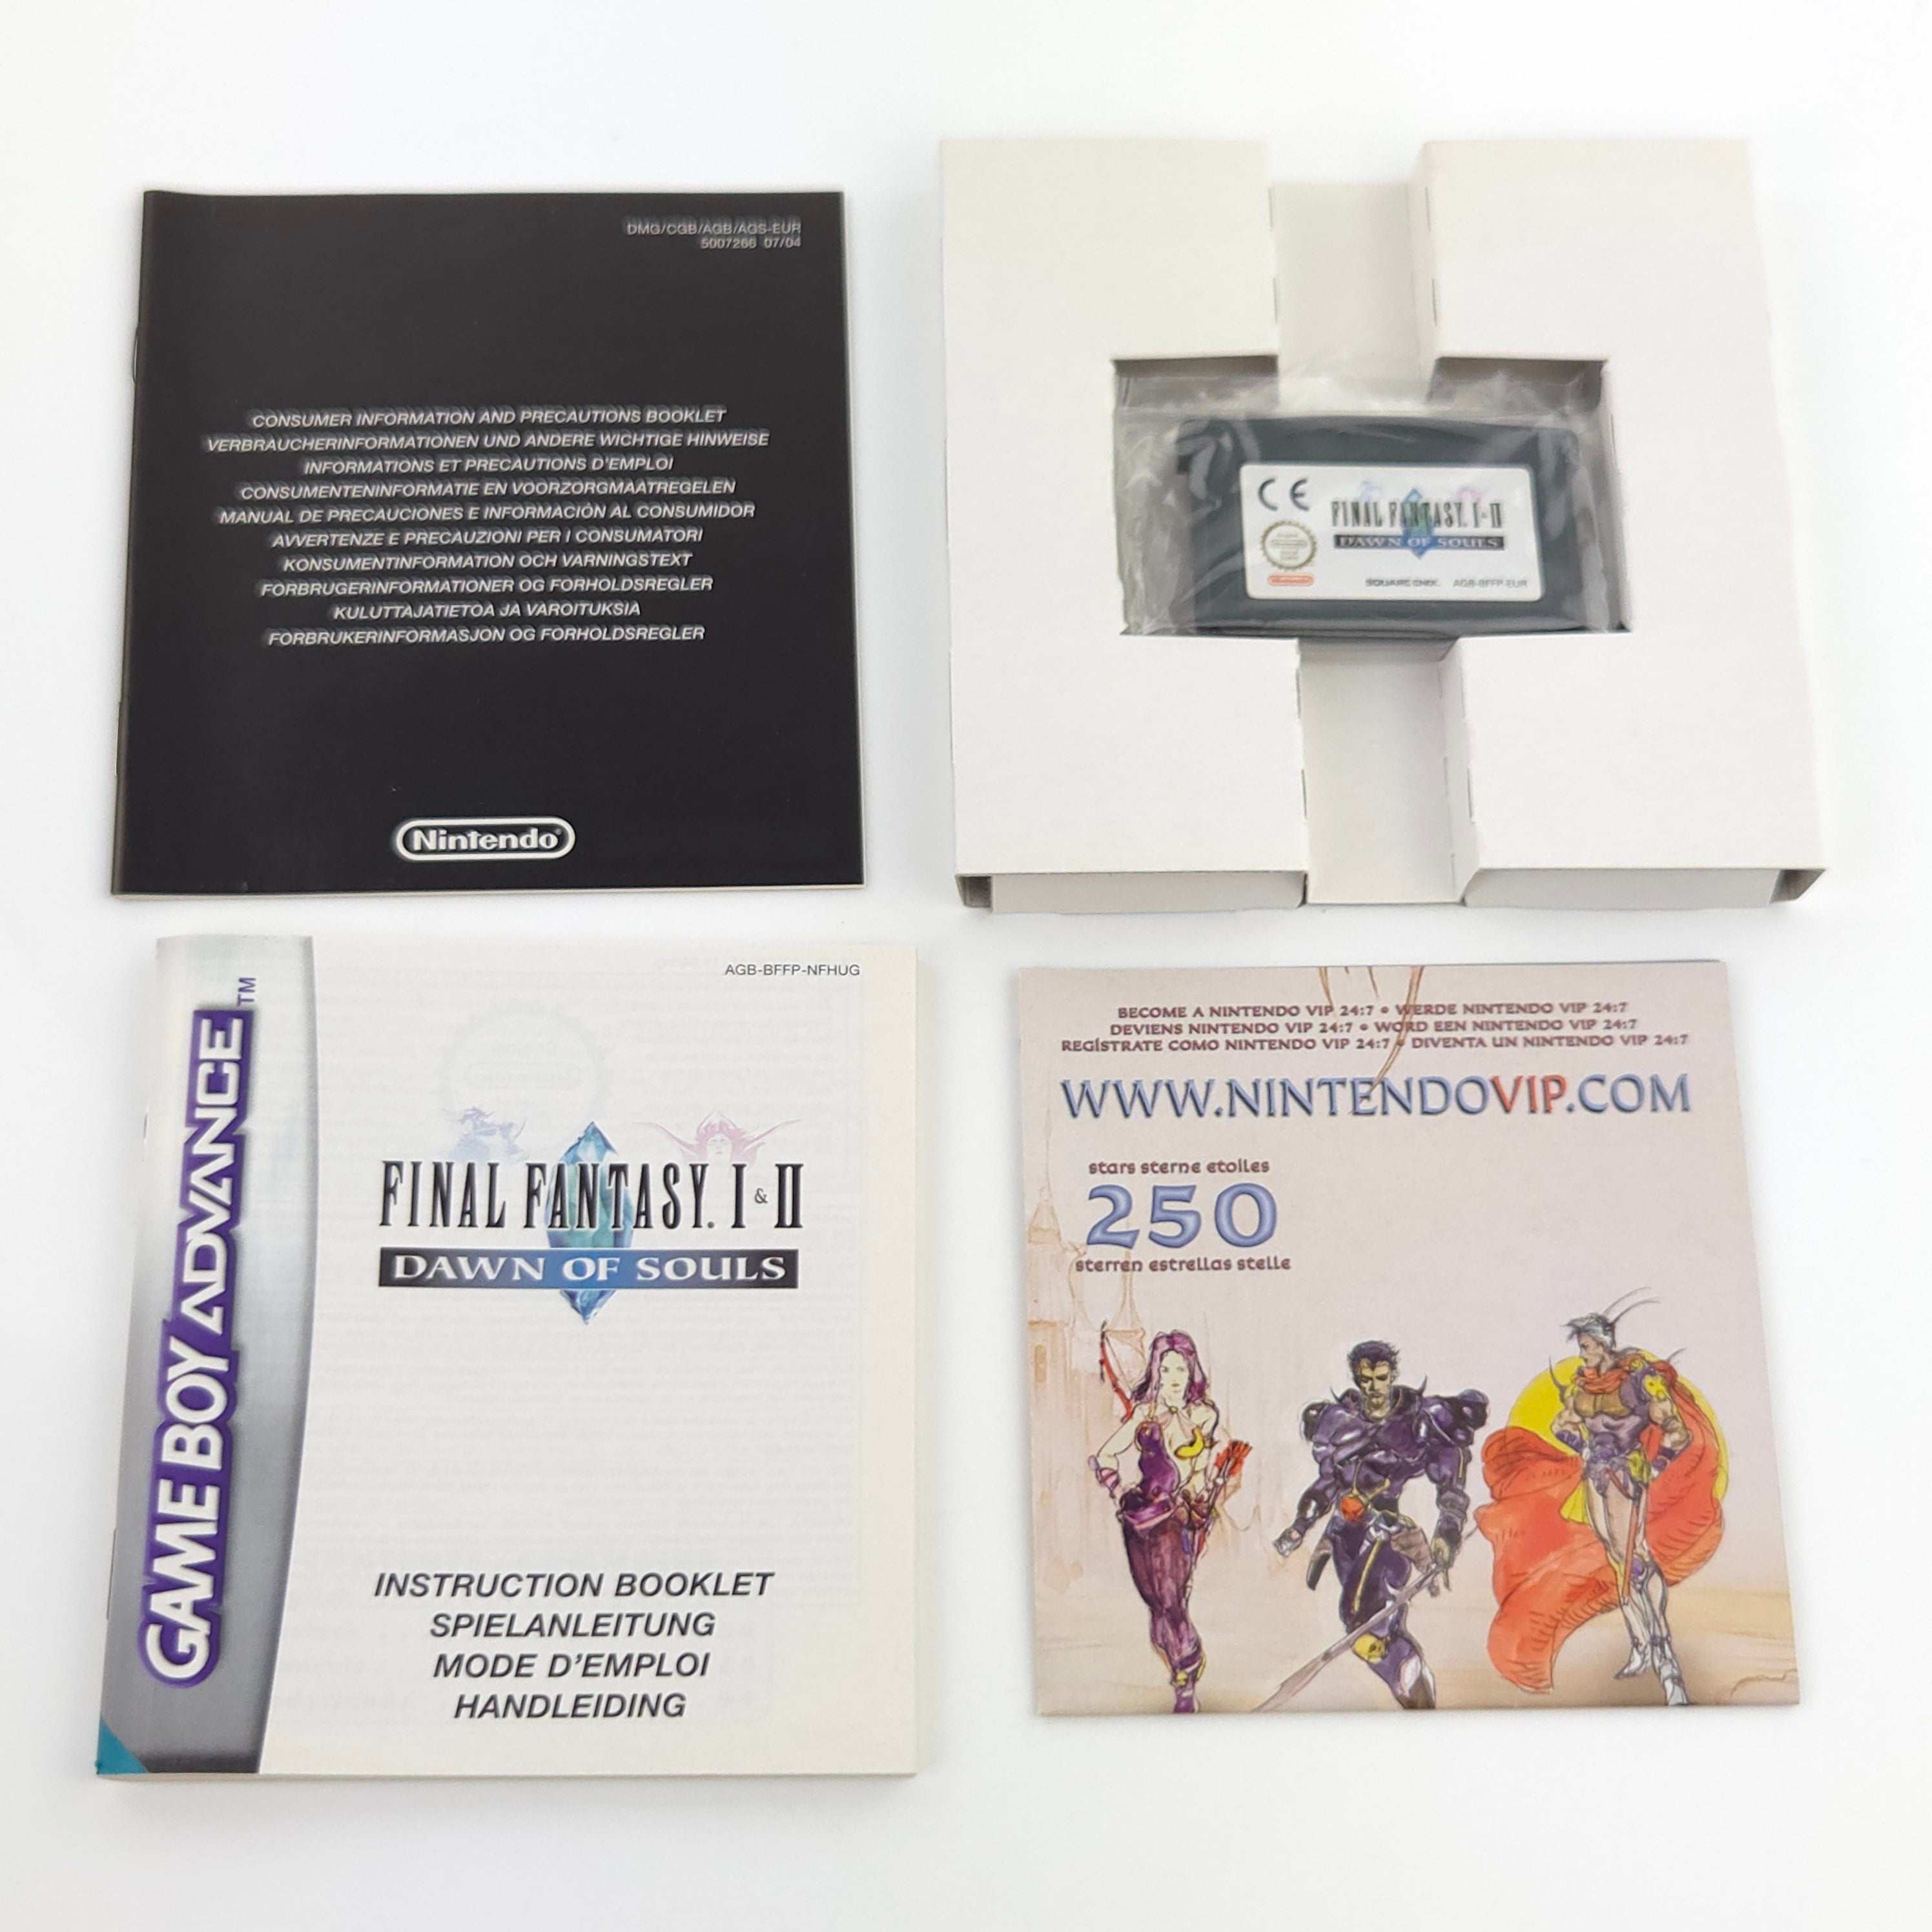 DMG/CGB/AGB/AGS-EUR
5007266 07/04
CONSUMER INFORMATION AND PRECAUTIONS BOOKLET
VERBRAUCHERINFORMATIONEN UND ANDERE WICHTIGE HINWEISE
INFORMATIONS ET PRECAUTIONS D'EMPLOI
CONSUMENTENINFORMATIE EN VOORZORGMAATREGELEN
MANUAL DE PRECAUCIONES E INFORMACIÓN AL CONSUMIDOR
AVVERTENZE E PRECAUZIONI PER I CONSUMATORI
KONSUMENTINFORMATION OCH VARNINGSTEXT
FORBRUGERINFORMATIONER OG FORHOLDSREGLER
KULUTTAJATIETOA JA VAROITUKSIA
FORBRUKERINFORMASJON OG FORHOLDSREGLER
Nintendo®
CE
FINAL FANTASY. I & II
DAWN OF SOULS
Nintendo
SQUARE ENIX. AGB-BFFP-EUR
GAME BOY ADVANCE™
AGB-BFFP-NFHUG
FINAL FANTASY. I & II
DAWN OF SOULS
INSTRUCTION BOOKLET
SPIELANLEITUNG
MODE D'EMPLOI
HANDLEIDING
BECOME A NINTENDO VIP 24:7 • WERDE NINTENDO VIP 24:7
DEVIENS NINTENDO VIP 24:7 • WORD EEN NINTENDO VIP 24:7
REGÍSTRATE COMO NINTENDO VIP 24:7 • DIVENTA UN NINTENDO VIP 24:7
WWW.NINTENDOVIP.COM
stars sterne etoiles
250
sterren estrellas stelle